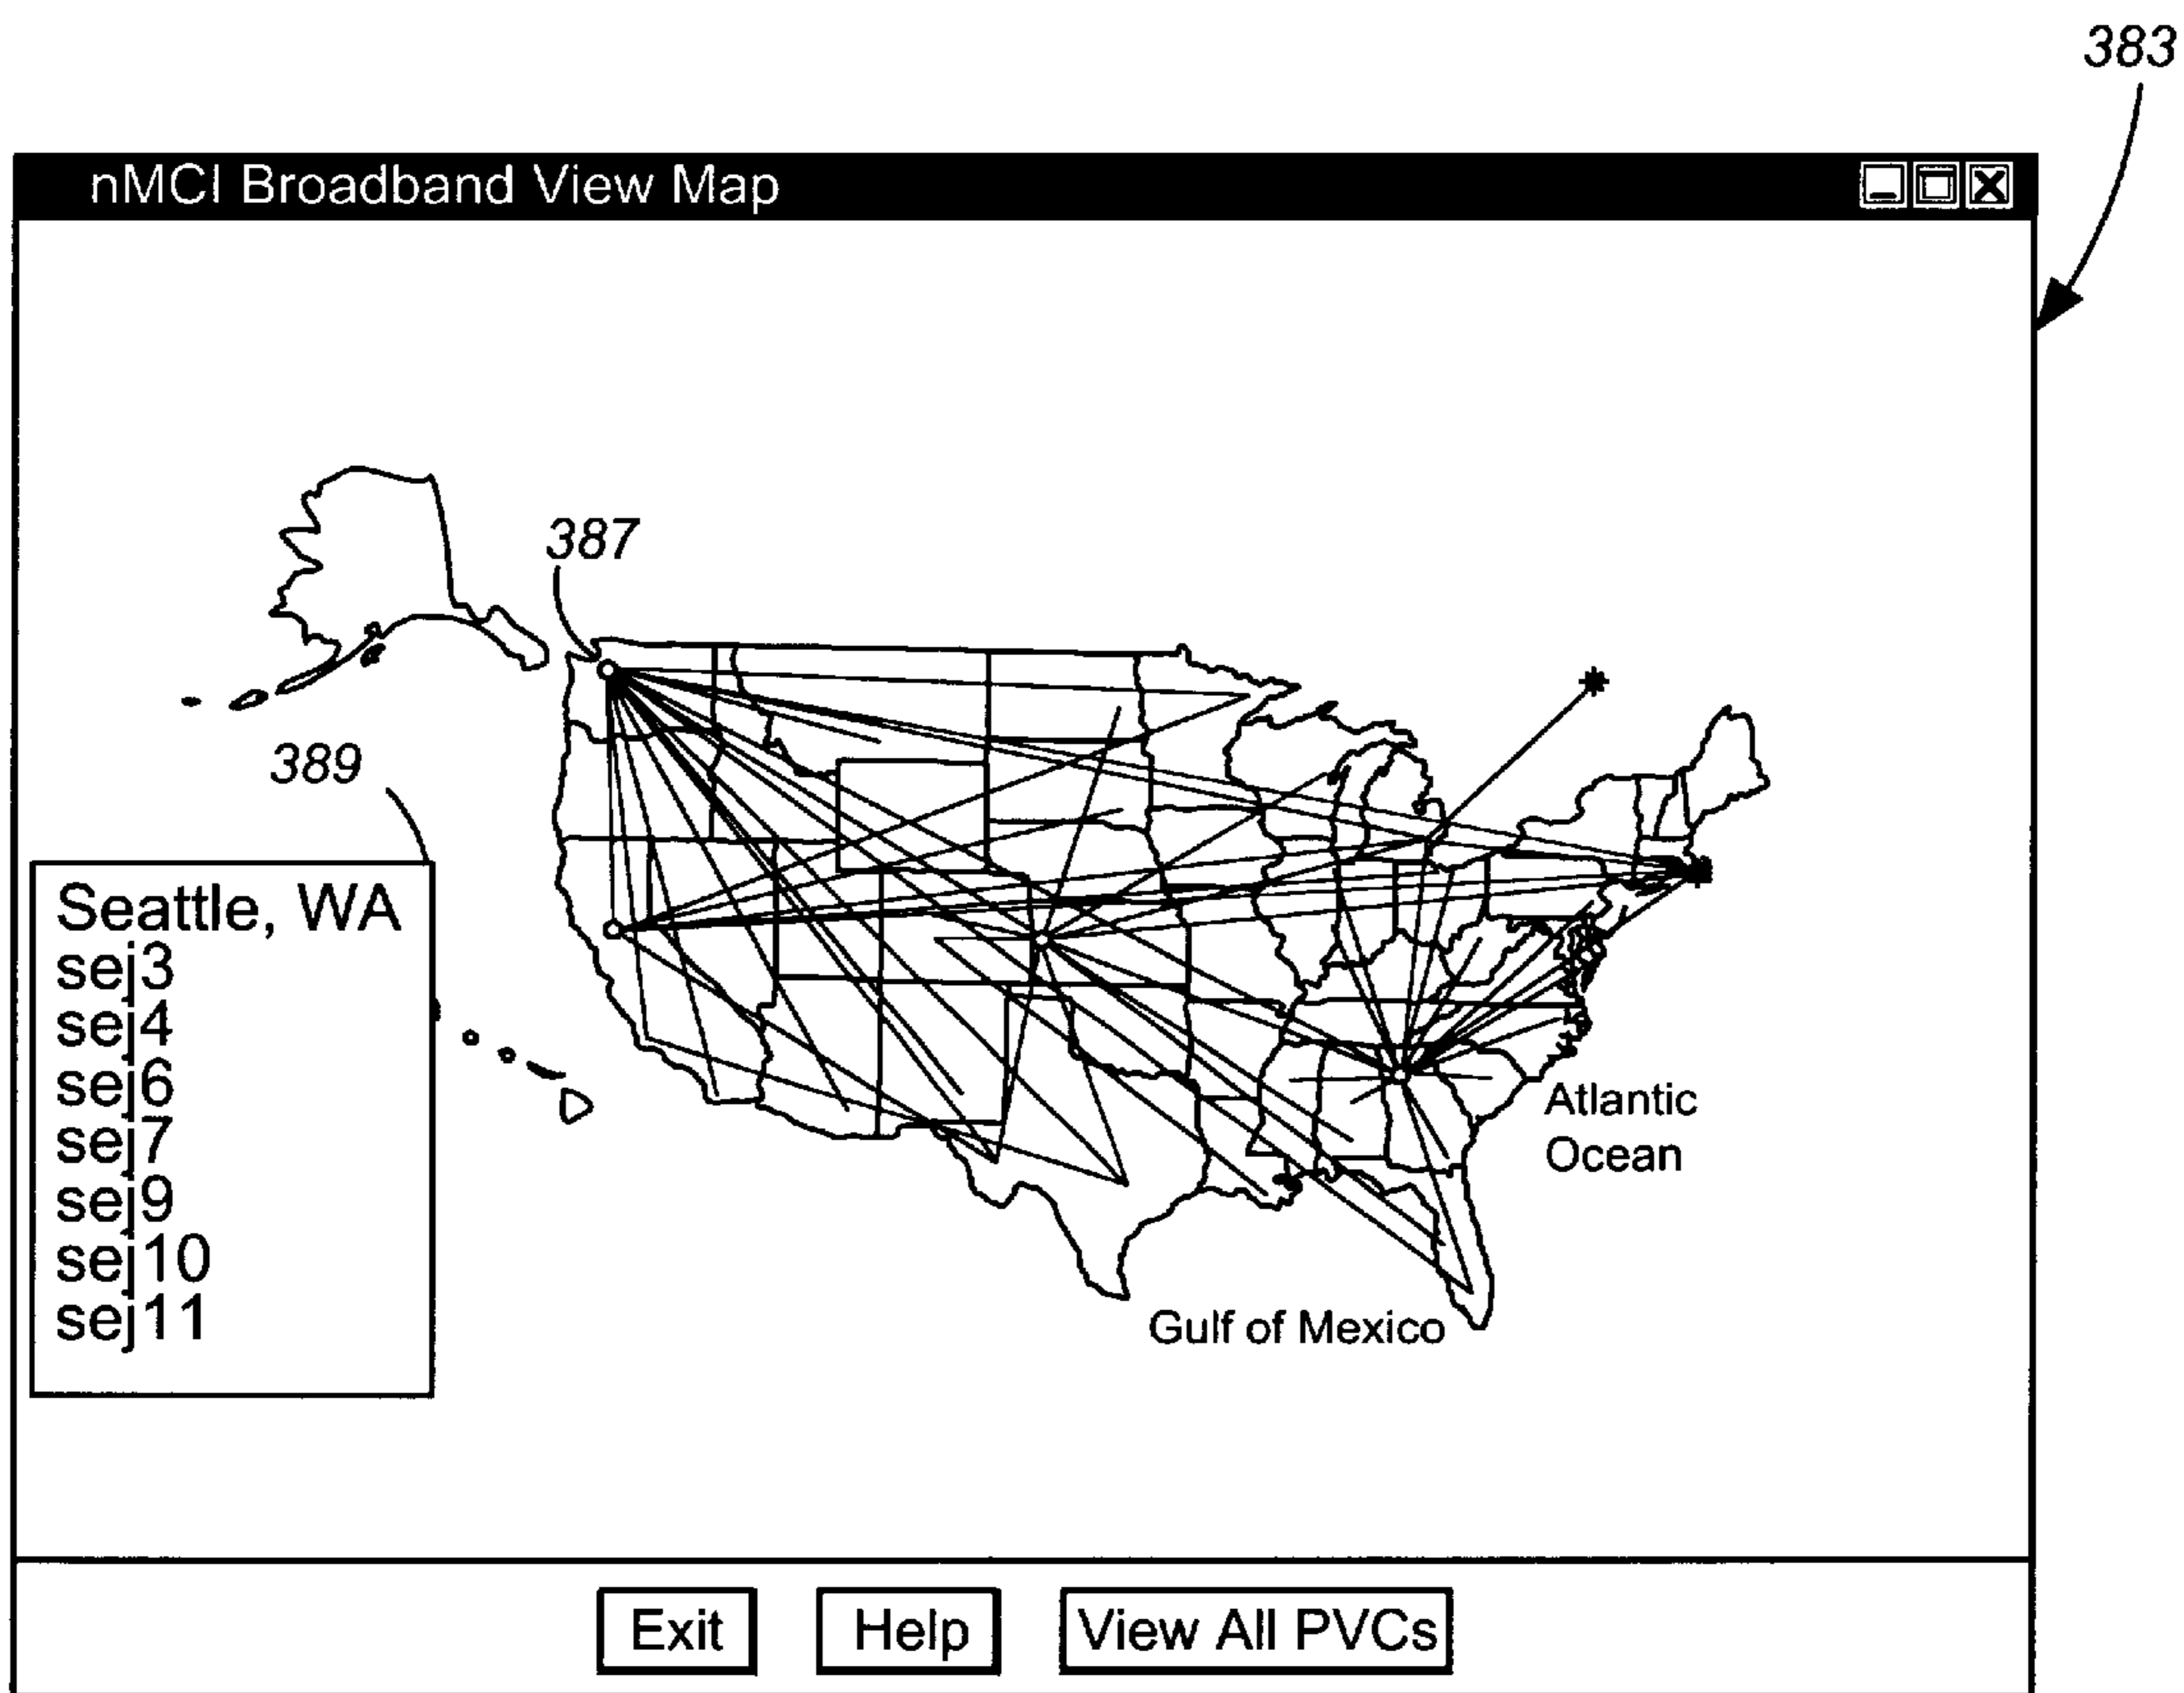 383
nMCI Broadband View Map
387
389
Seattle, WA
sej3
sej4
sej6
sej7
sej9
sej10
sej11
Atlantic
Ocean
Gulf of Mexico
Exit
Help
View All PVCs